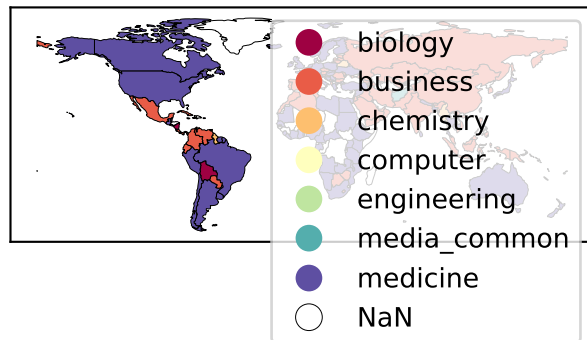 biology
business
chemistry
computer
engineering
media_common
medicine
NaN